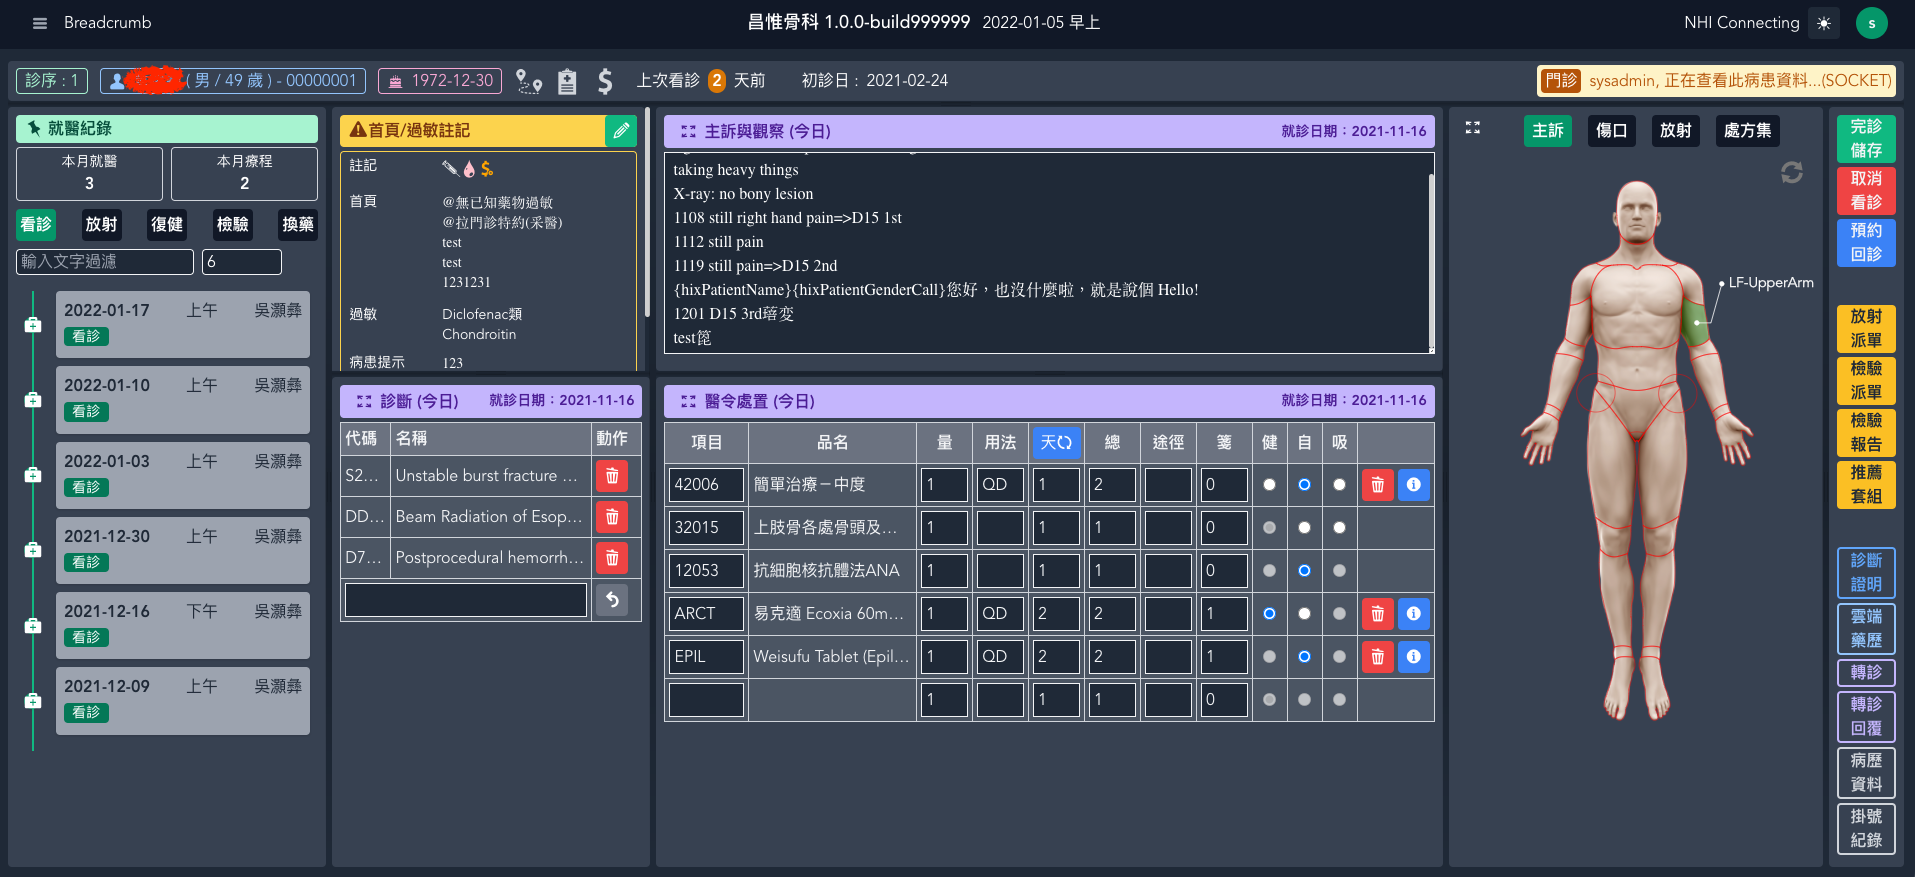 Breadcrumb
昌惟骨科 1.0.0-build999999 2022-01-05 早上
NHI Connecting
s
診序 : 1
( 男 / 49 歲 ) - 00000001
1972-12-30
上次看診 2 天前
初診日 : 2021-02-24
門診 sysadmin, 正在查看此病患資料...(SOCKET)
就醫紀錄
本月就醫
3
本月療程
2
看診 放射 復健 檢驗 換藥
輸入文字過濾
6
2022-01-17 上午 吳灝彝
看診
2022-01-10 上午 吳灝彝
看診
2022-01-03 上午 吳灝彝
看診
2021-12-30 上午 吳灝彝
看診
2021-12-16 下午 吳灝彝
看診
2021-12-09 上午 吳灝彝
看診
首頁/過敏註記
註記
首頁
@無已知藥物過敏
@拉門診特約(采醫)
test
test
1231231
過敏
Diclofenac類
Chondroitin
病患提示
123
主訴與觀察 (今日) 就診日期：2021-11-16
taking heavy things
X-ray: no bony lesion
1108 still right hand pain=>D15 1st
1112 still pain
1119 still pain=>D15 2nd
{hixPatientName}{hixPatientGenderCall}您好，也沒什麼啦，就是說個 Hello!
1201 D15 3rd
test
診斷 (今日) 就診日期：2021-11-16
代碼 名稱 動作
S2... Unstable burst fracture ...
DD... Beam Radiation of Esop...
D7... Postprocedural hemorrh...
醫令處置 (今日) 就診日期：2021-11-16
項目 品名 量 用法 天 總 途徑 箋 健 自 吸
42006 簡單治療－中度 1 QD 1 2 0
32015 上肢骨各處骨頭及... 1 1 1 0
12053 抗細胞核抗體法ANA 1 1 1 0
ARCT 易克適 Ecoxia 60m... 1 QD 2 2 1
EPIL Weisufu Tablet (Epil... 1 QD 2 2 1
1 1 1 0
主訴 傷口 放射 處方集
LF-UpperArm
完診
儲存
取消
看診
預約
回診
放射
派單
檢驗
派單
檢驗
報告
推薦
套組
診斷
證明
雲端
藥歷
轉診
轉診
回覆
病歷
資料
掛號
紀錄